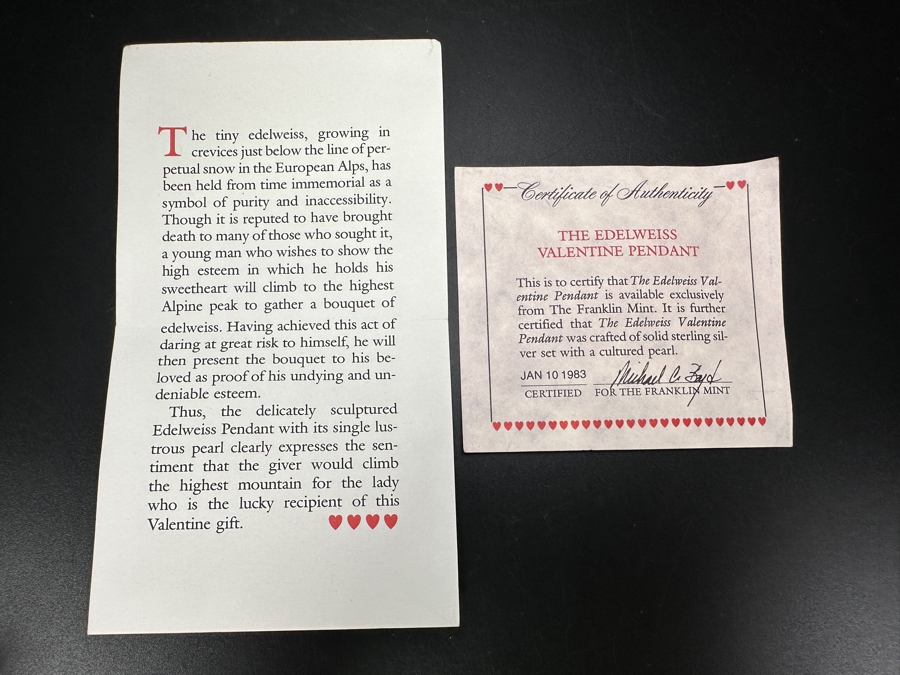 The tiny edelweiss, growing in
crevices just below the line of per-
petual snow in the European Alps, has
been held from time immemorial as a
symbol of purity and inaccessibility.
Though it is reputed to have brought
death to many of those who sought it,
a young man who wishes to show the
high esteem in which he holds his
sweetheart will climb to the highest
Alpine peak to gather a bouquet of
edelweiss. Having achieved this act of
daring at great risk to himself, he will
then present the bouquet to his be-
loved as proof of his undying and un-
deniable esteem.
Thus, the delicately sculptured
Edelweiss Pendant with its single lus-
trous pearl clearly expresses the sen-
timent that the giver would climb
the highest mountain for the lady
who is the lucky recipient of this
Valentine gift.
Certificate of Authenticity
THE EDELWEISS
VALENTINE PENDANT
This is to certify that The Edelweiss Val-
entine Pendant is available exclusively
from The Franklin Mint. It is further
certified that The Edelweiss Valentine
Pendant was crafted of solid sterling sil-
ver set with a cultured pearl.
JAN 10 1983
CERTIFIED FOR THE FRANKLIN MINT